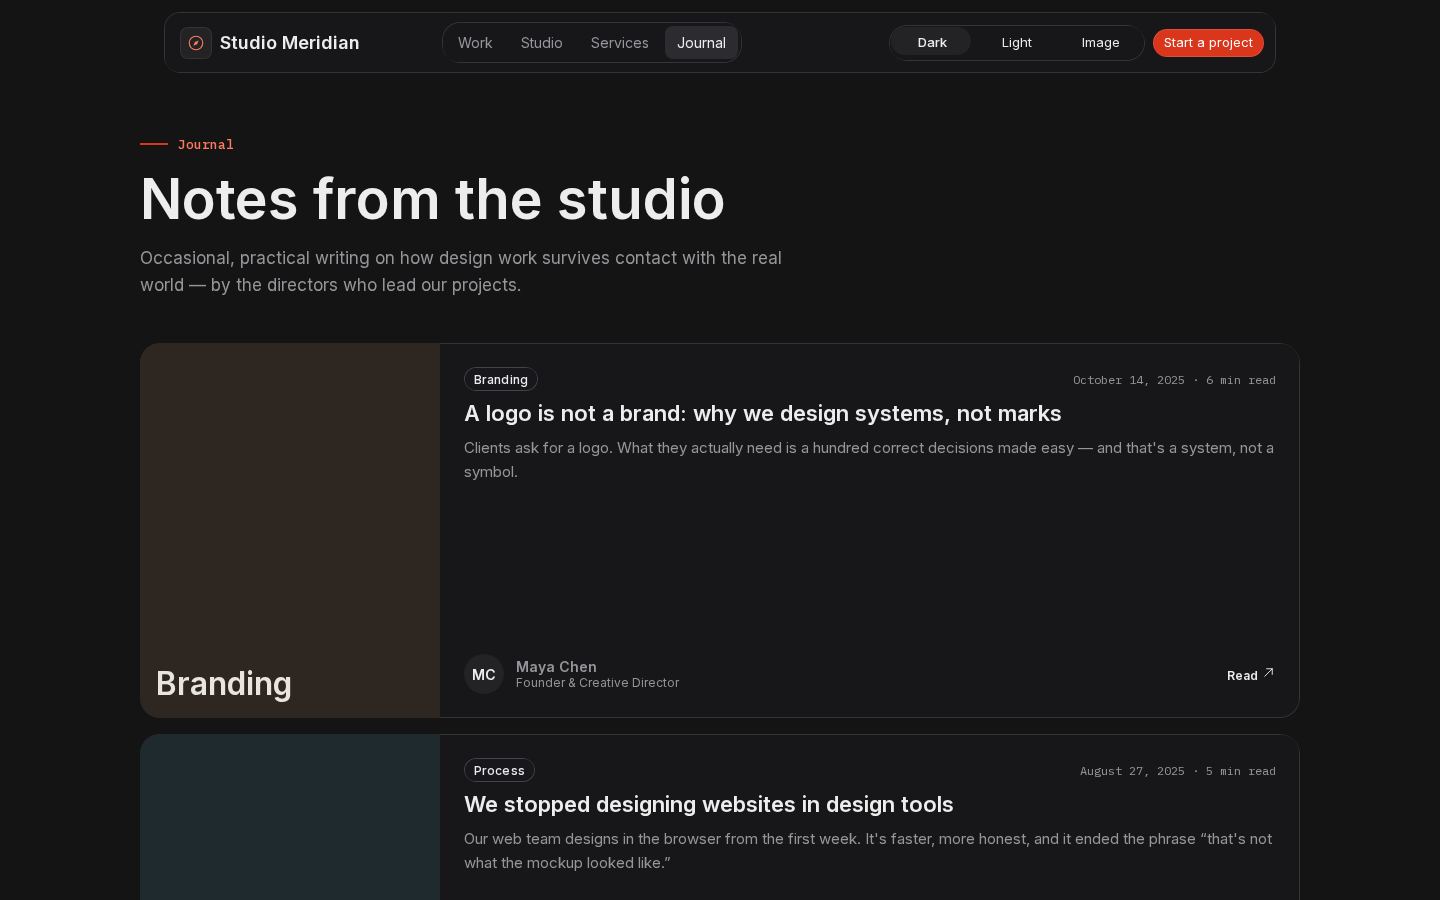 Studio Meridian
Work
Studio
Services
Journal
Dark
Light
Image
Start a project
Journal
Notes from the studio
Occasional, practical writing on how design work survives contact with the real
world — by the directors who lead our projects.
Branding
October 14, 2025 · 6 min read
A logo is not a brand: why we design systems, not marks
Clients ask for a logo. What they actually need is a hundred correct decisions made easy — and that's a system, not a
symbol.
Branding
MC
Maya Chen
Founder & Creative Director
Read
Process
August 27, 2025 · 5 min read
We stopped designing websites in design tools
Our web team designs in the browser from the first week. It's faster, more honest, and it ended the phrase “that's not
what the mockup looked like.”